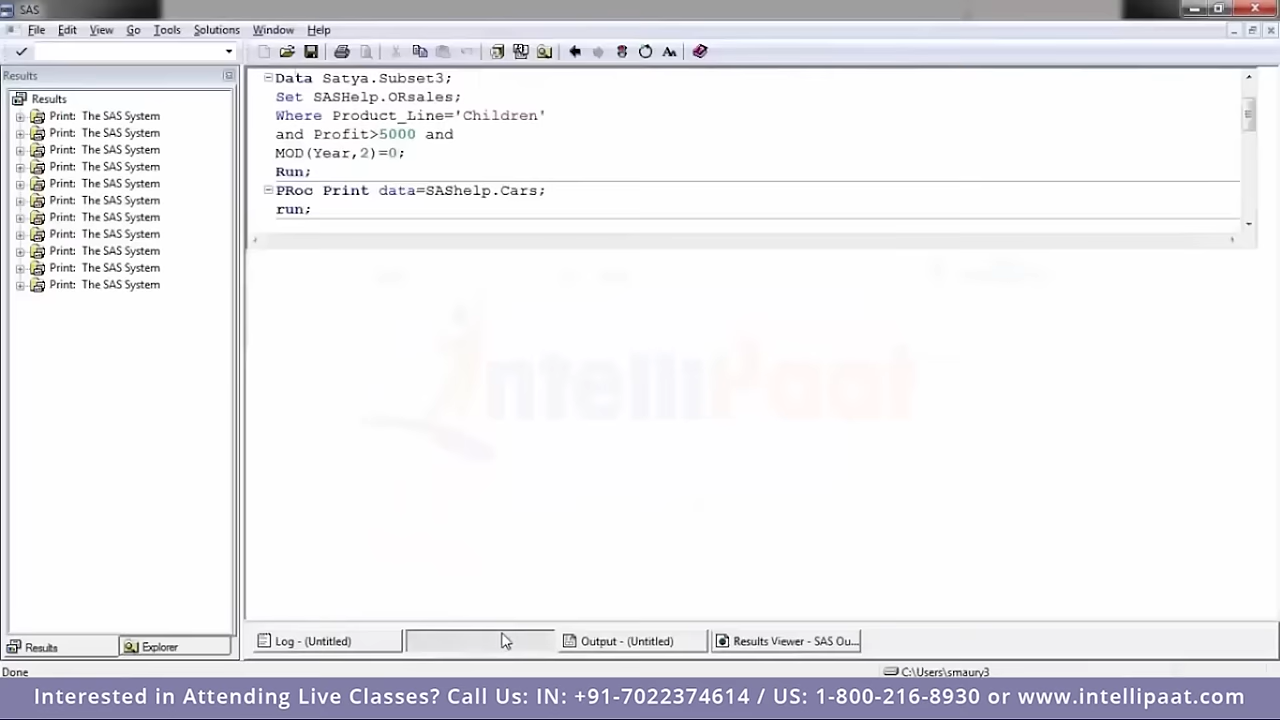 SAS
File Edit View Go Tools Solutions Window Help
Results
Results
Print: The SAS System
Print: The SAS System
Print: The SAS System
Print: The SAS System
Print: The SAS System
Print: The SAS System
Print: The SAS System
Print: The SAS System
Print: The SAS System
Print: The SAS System
Print: The SAS System
Data Satya.Subset3;
Set SASHelp.ORsales;
Where Product_Line='Children'
and Profit>5000 and
MOD(Year,2)=0;
Run;
PRoc Print data=SAShelp.Cars;
run;
IntelliPaat
Results Explorer
Log - (Untitled) Output - (Untitled) Results Viewer - SAS Ou...
Done C:\Users\smaury3
Interested in Attending Live Classes? Call Us: IN: +91-7022374614 / US: 1-800-216-8930 or www.intellipaat.com